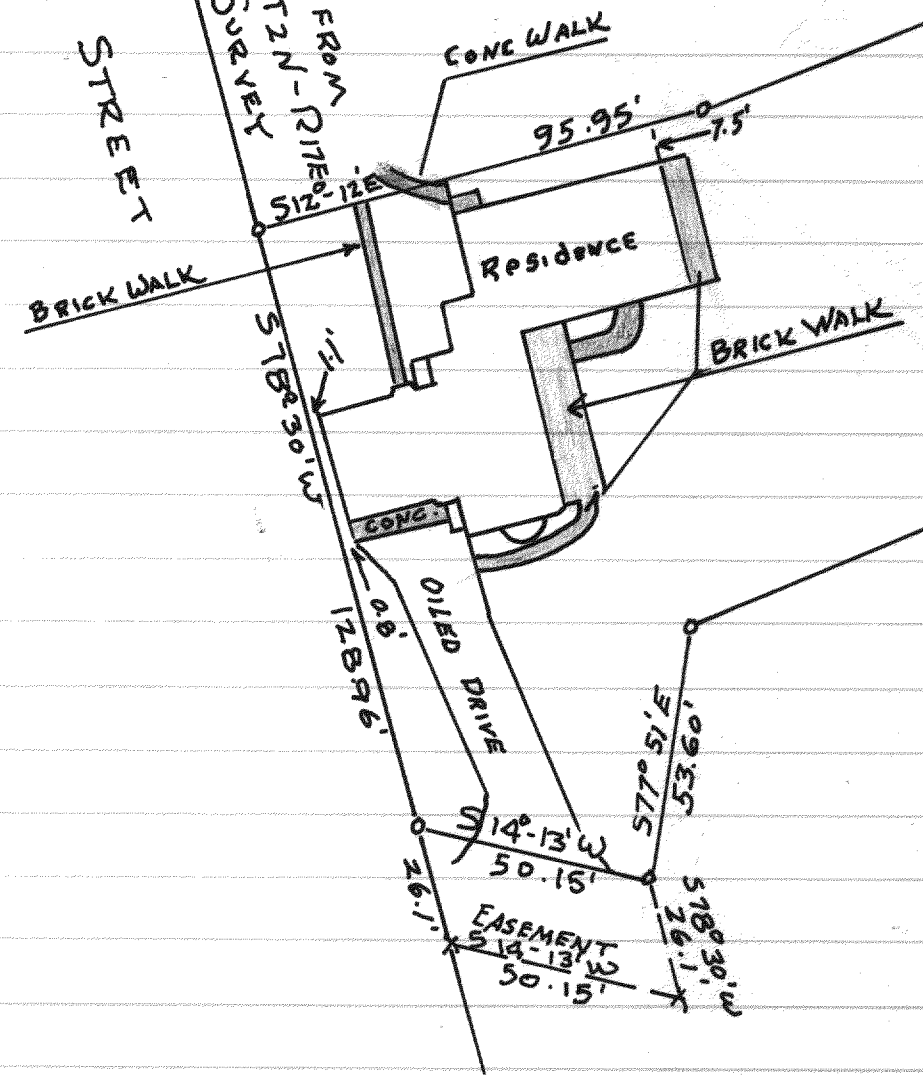 FROM
T2N-R17E
SURVEY
STREET
CONC WALK
95.95'
7.5'
S12°-12'E
BRICK WALK
RESIDENCE
S78°30'W
1.1'
BRICK WALK
CONC.
0.8'
OILED DRIVE
128.96'
S77°51'E
53.60'
S14°-13'W
50.15'
26.1'
S78°30'W
26.1'
EASEMENT
S14-13'W
50.15'